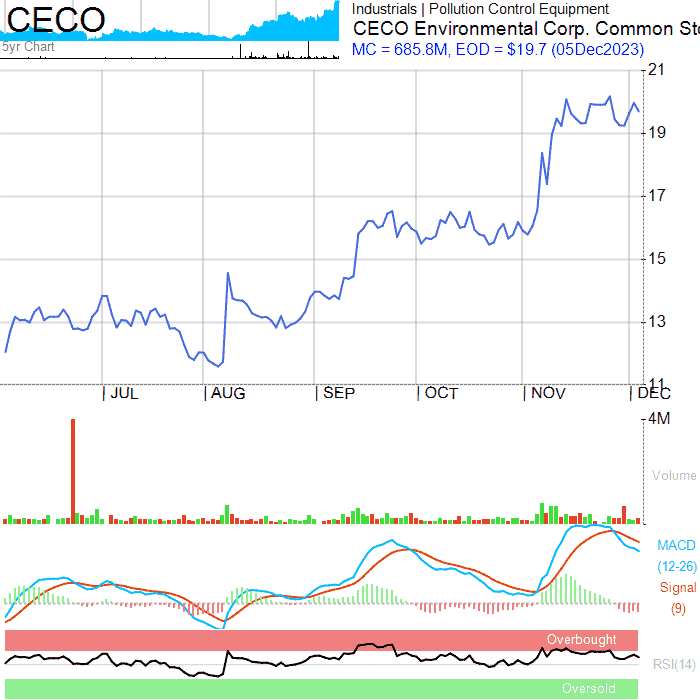 CECO
5yr Chart
Industrials | Pollution Control Equipment
CECO Environmental Corp. Common Sto
MC = 685.8M, EOD = $19.7 (05Dec2023)
21
19
17
15
13
11
| JUL
| AUG
| SEP
| OCT
| NOV
| DEC
4M
Volume
MACD
(12-26)
Signal
(9)
Overbought
RSI(14)
Oversold